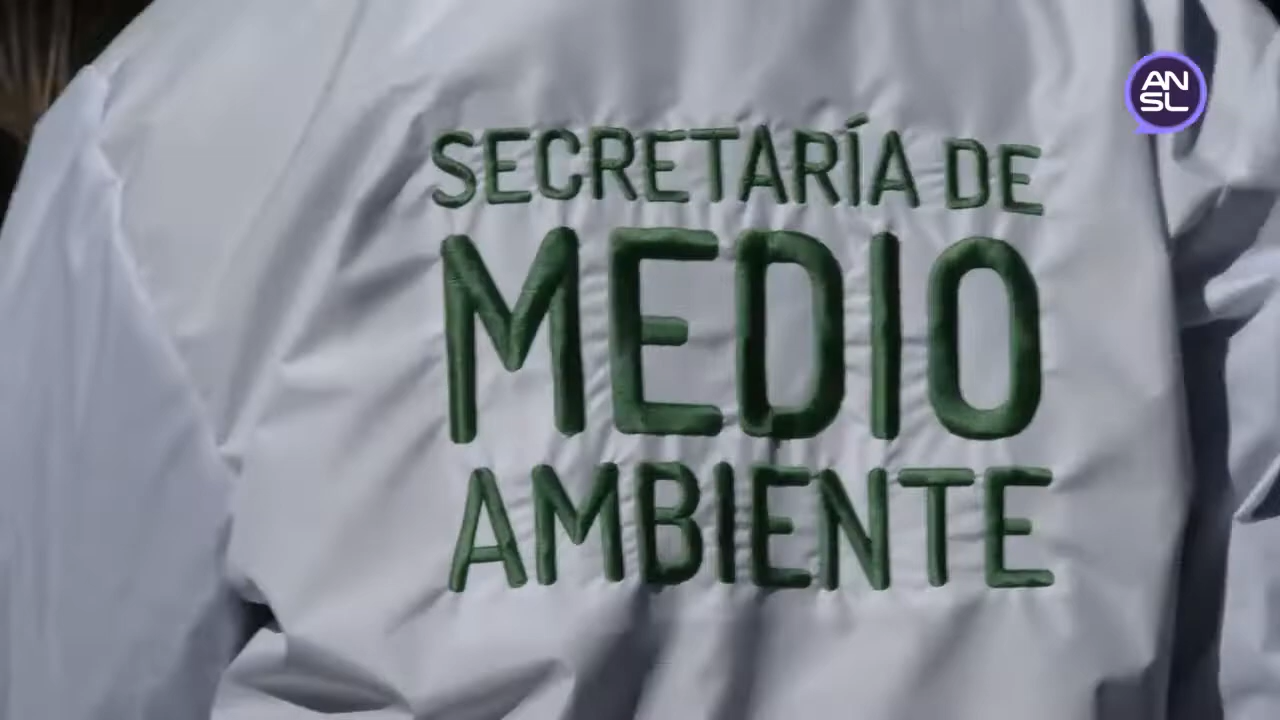 AN
SL
SECRETARÍA DE
MEDIO
AMBIENTE